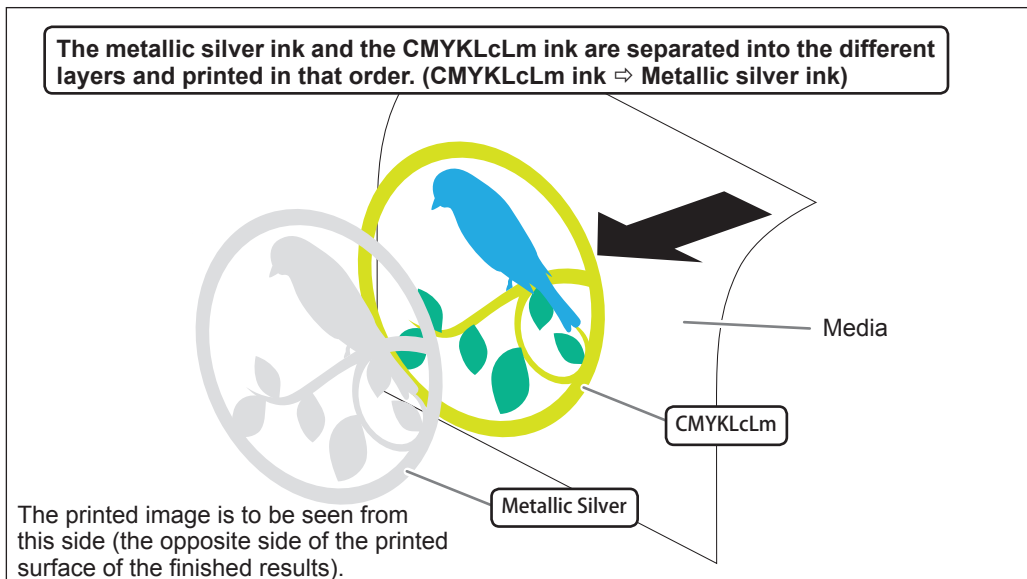 The metallic silver ink and the CMYKLcLm ink are separated into the different
layers and printed in that order. (CMYKLcLm ink ⇨ Metallic silver ink)
Media
CMYKLcLm
Metallic Silver
The printed image is to be seen from
this side (the opposite side of the printed
surface of the finished results).